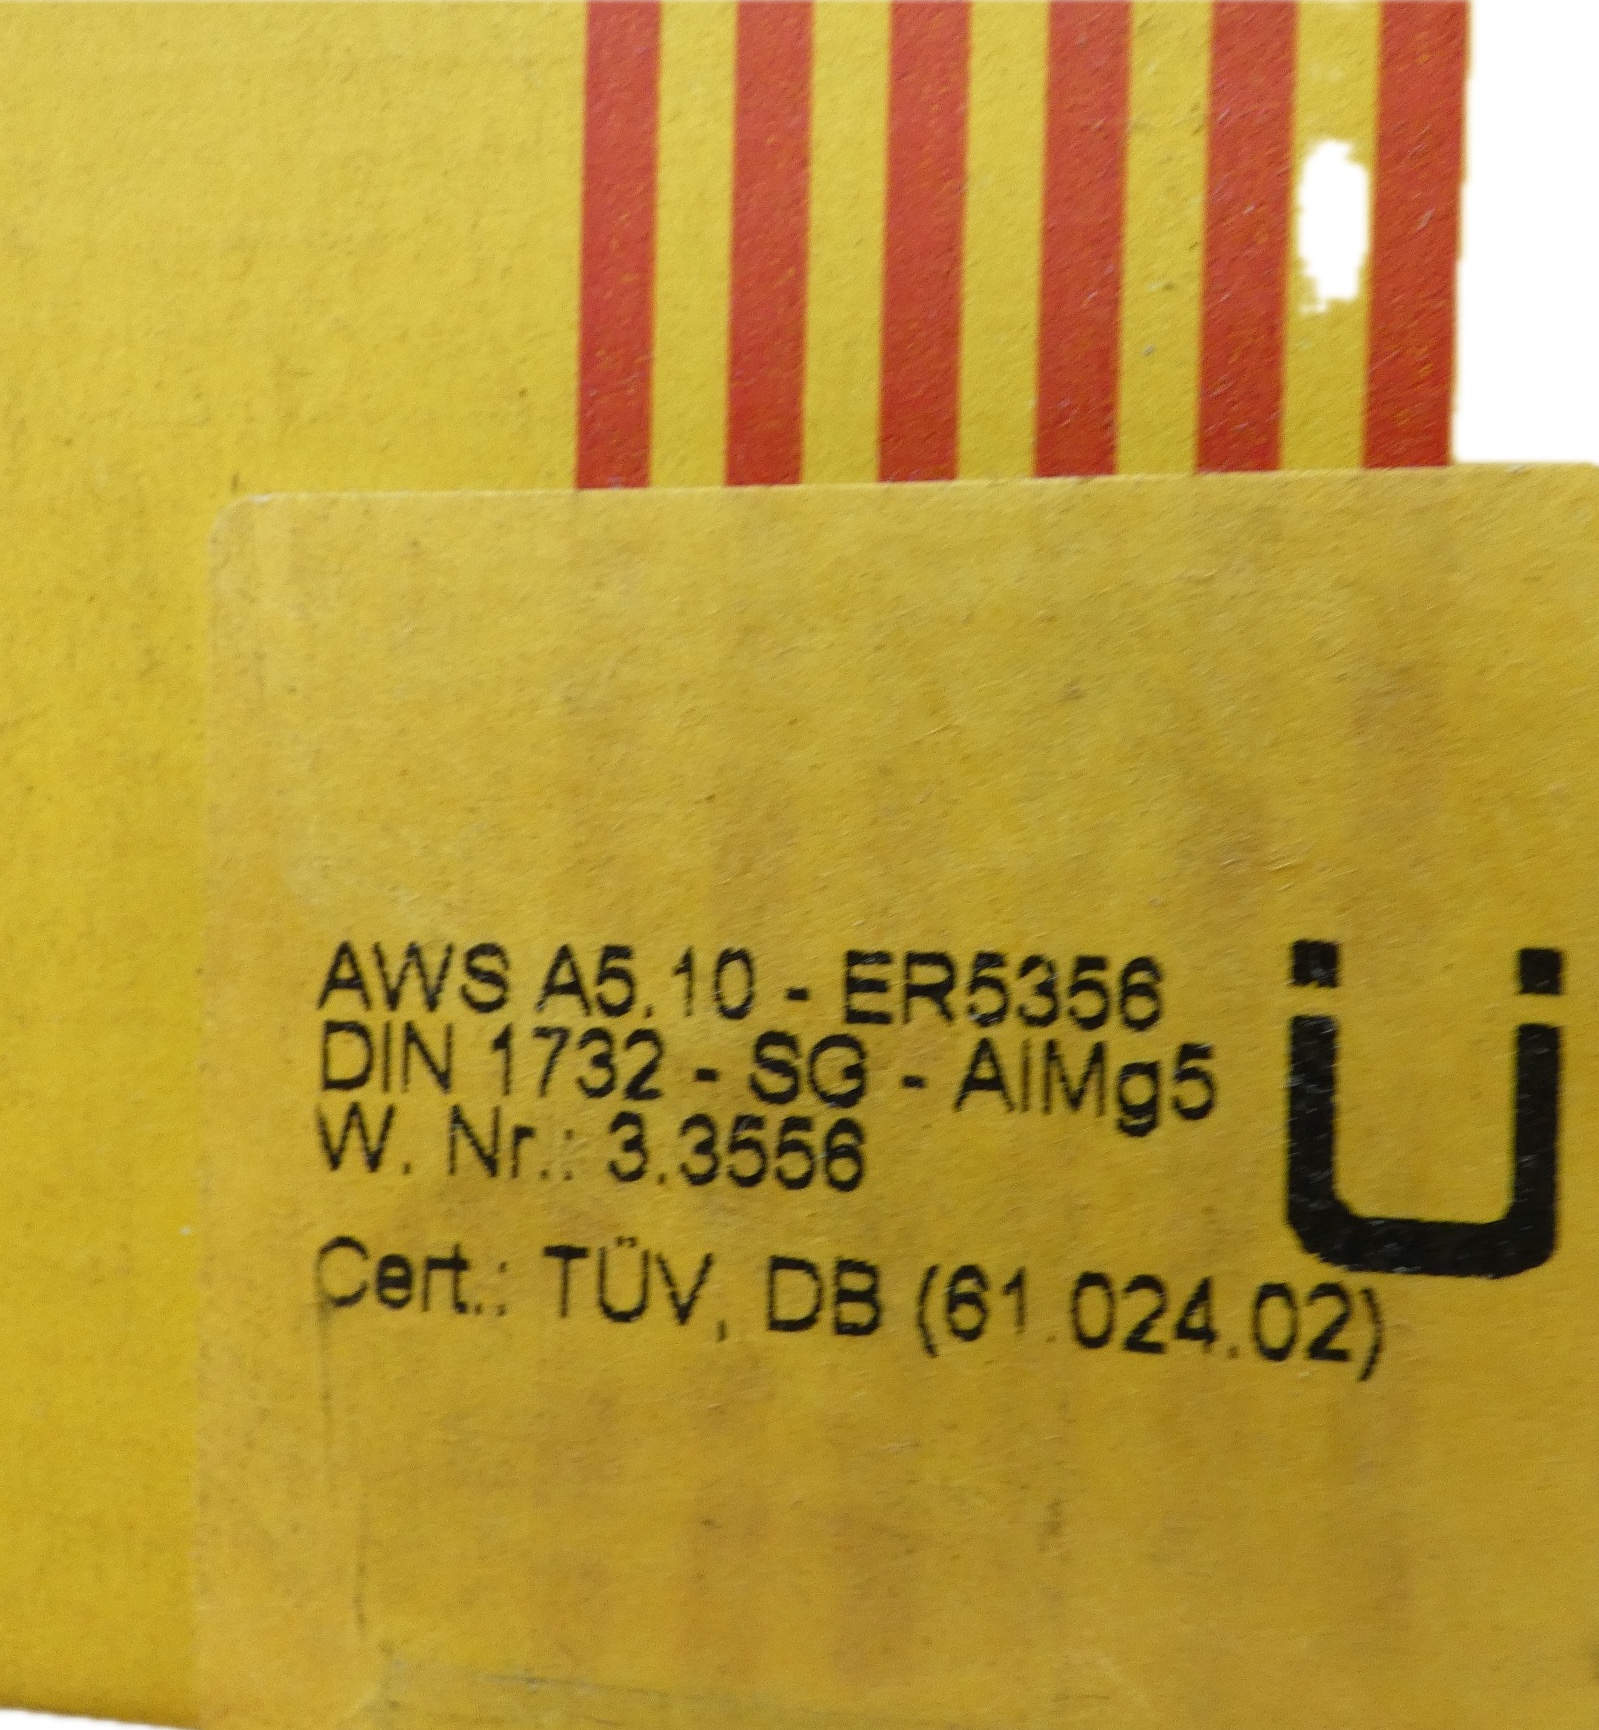 AWS A5.10 - ER5356
DIN 1732 - SG - AlMg5
W. Nr.: 3.3556
Cert.: TÜV, DB (61.024.02)
Ü